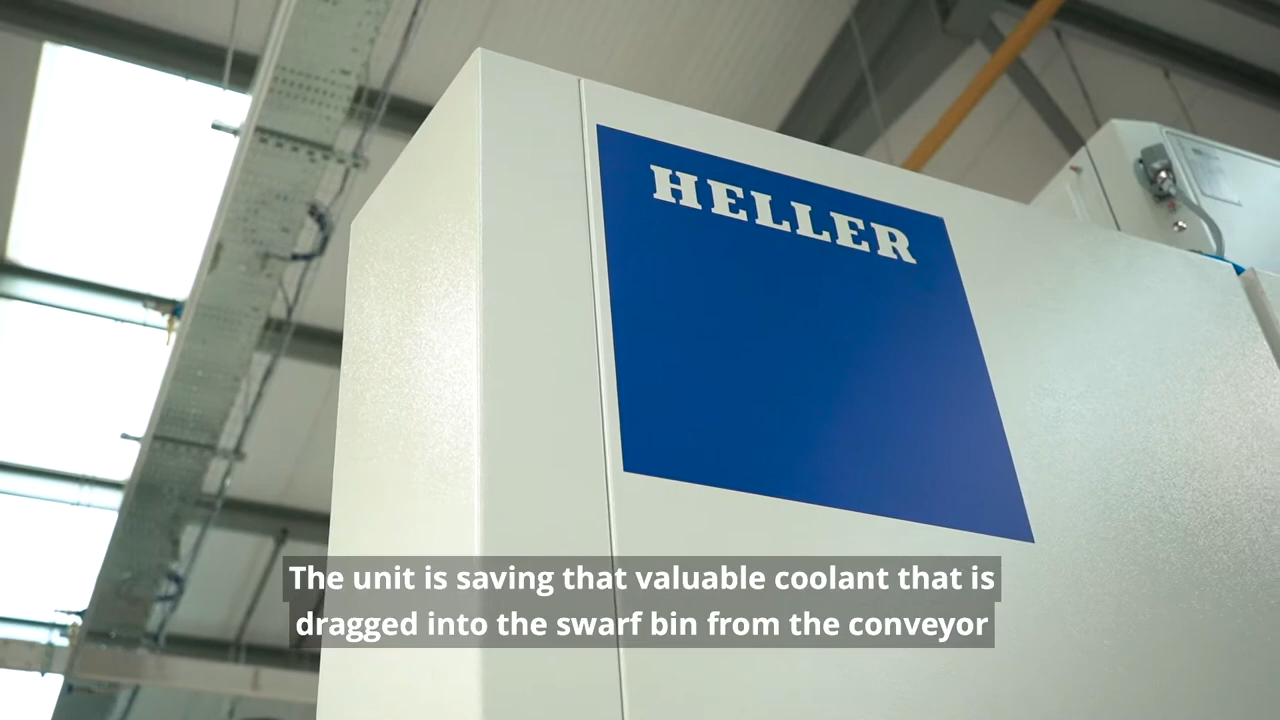 HELLER
The unit is saving that valuable coolant that is
dragged into the swarf bin from the conveyor